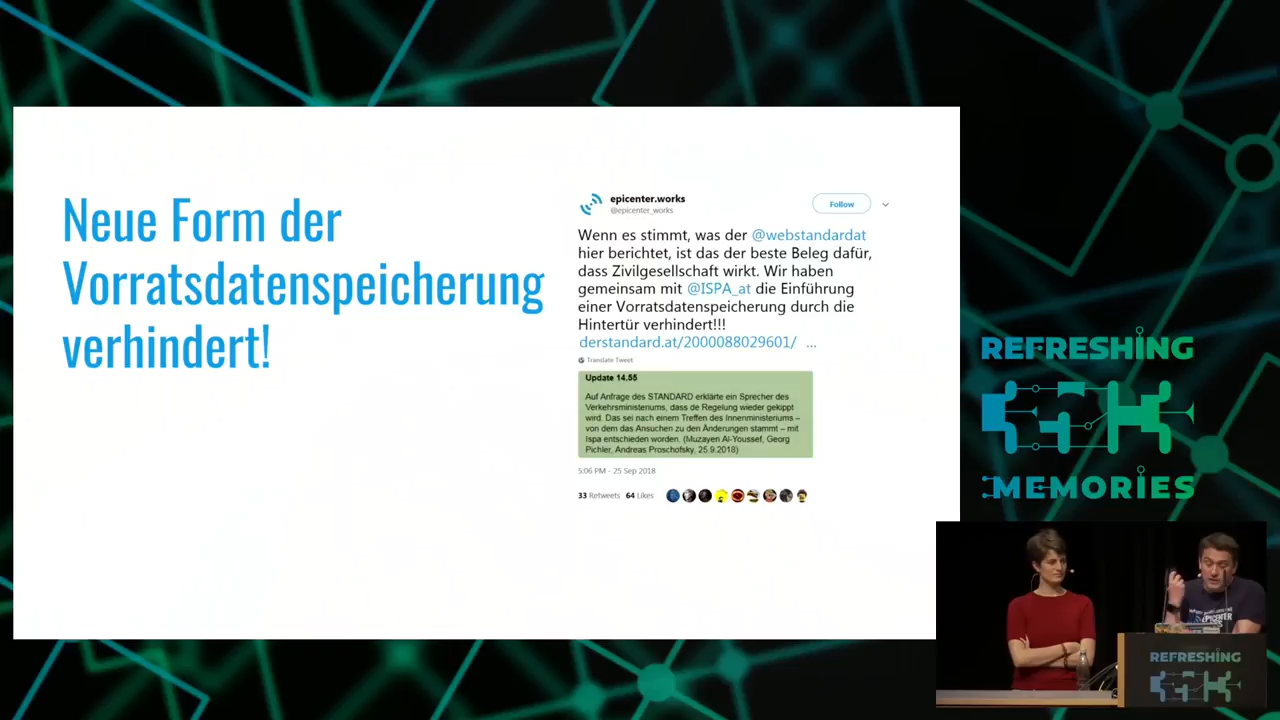 Neue Form der
Vorratsdatenspeicherung
verhindert!
epicenter.works
@epicenter_works
Follow
Wenn es stimmt, was der @webstandardat
hier berichtet, ist das der beste Beleg dafür,
dass Zivilgesellschaft wirkt. Wir haben
gemeinsam mit @ISPA_at die Einführung
einer Vorratsdatenspeicherung durch die
Hintertür verhindert!!!
derstandard.at/2000088029601/ ...
Translate Tweet
Update 14.55
Auf Anfrage des STANDARD erklärte ein Sprecher des
Verkehrsministeriums, dass de Regelung wieder gekippt
wird. Das sei nach einem Treffen des Innenministeriums –
von dem das Ansuchen zu den Änderungen stammt – mit
Ispa entschieden worden. (Muzayen Al-Youssef, Georg
Pichler, Andreas Proschofsky, 25.9.2018)
5:06 PM - 25 Sep 2018
33 Retweets 64 Likes
REFRESHING
35C3
MEMORIES
EPICENTER
REFRESHING
35C3